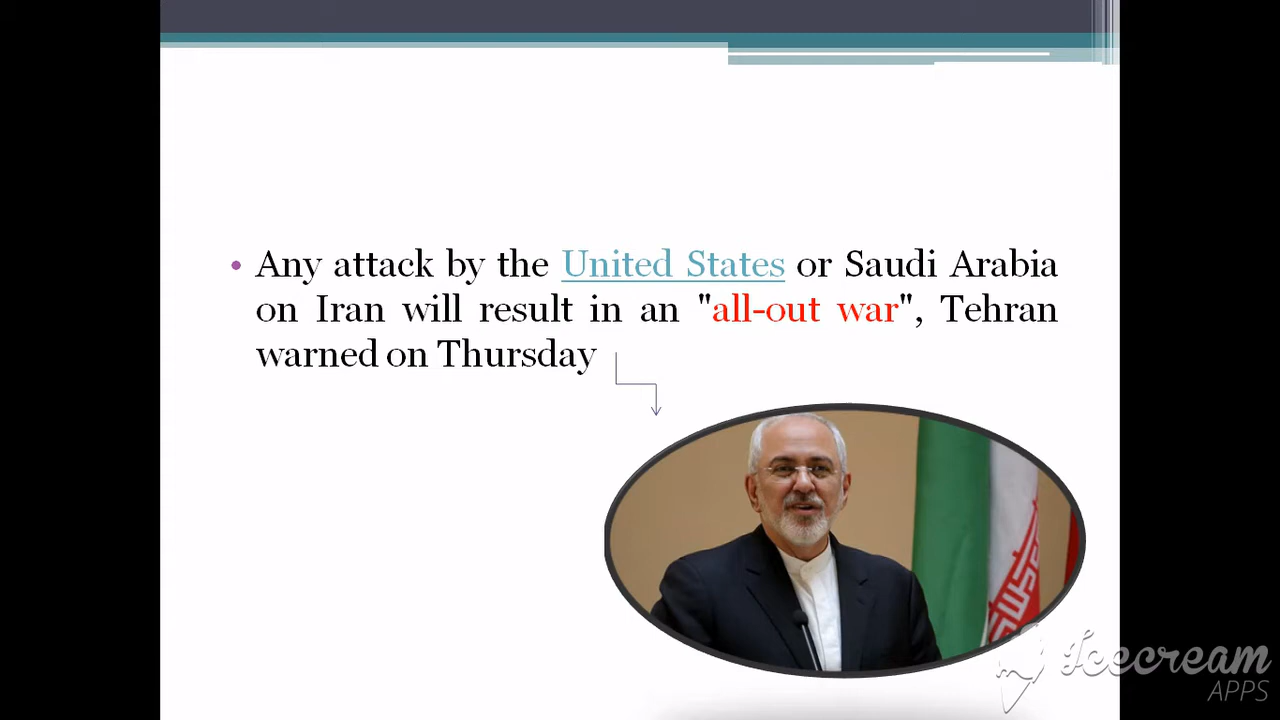 • Any attack by the United States or Saudi Arabia
on Iran will result in an "all-out war", Tehran
warned on Thursday
Icecream
APPS